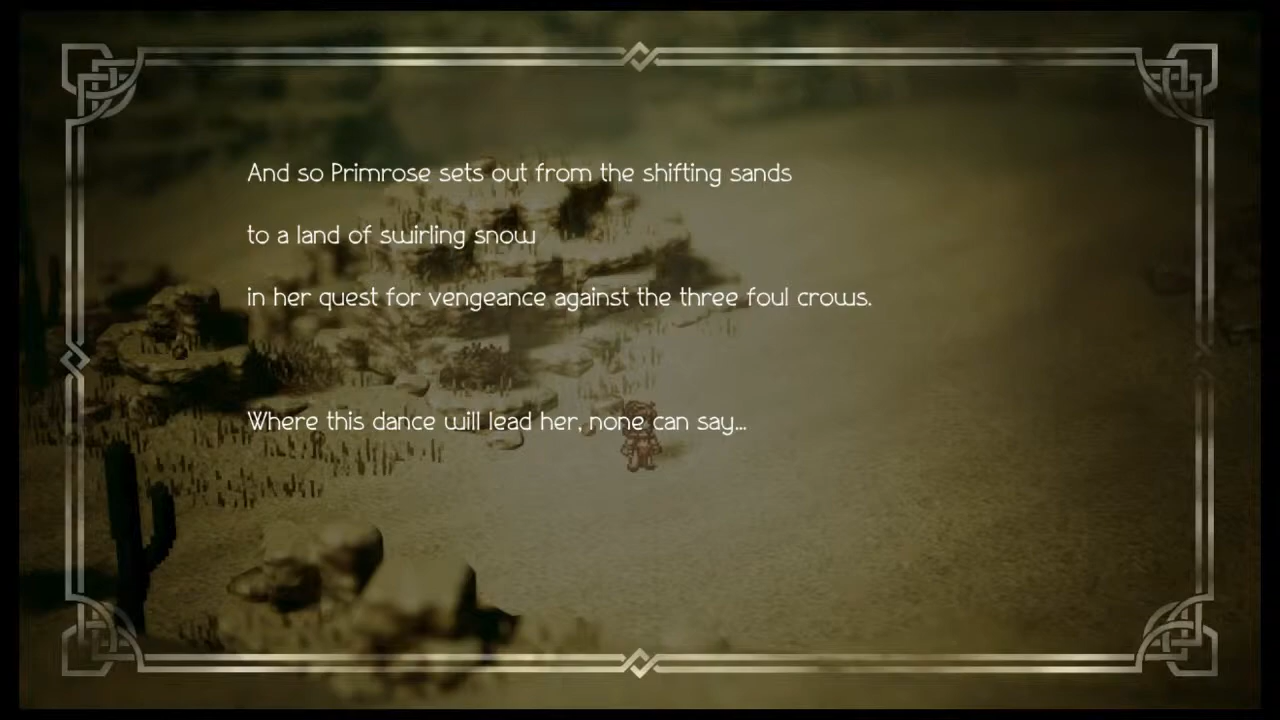 And so Primrose sets out from the shifting sands
to a land of swirling snow
in her quest for vengeance against the three foul crows.
Where this dance will lead her, none can say...